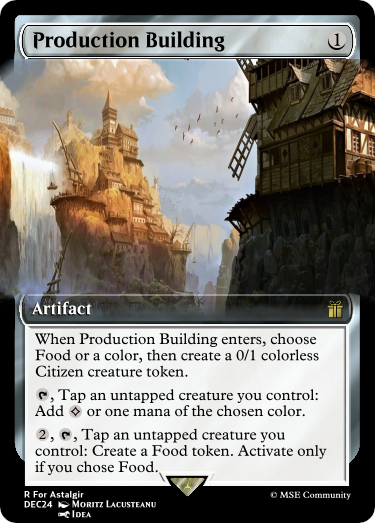 Production Building
1
Artifact
When Production Building enters, choose
Food or a color, then create a 0/1 colorless
Citizen creature token.
, Tap an untapped creature you control:
Add or one mana of the chosen color.
2, , Tap an untapped creature you
control: Create a Food token. Activate only
if you chose Food.
R For Astalgir
DEC24 Moritz Lacusteanu
Idea
© MSE Community